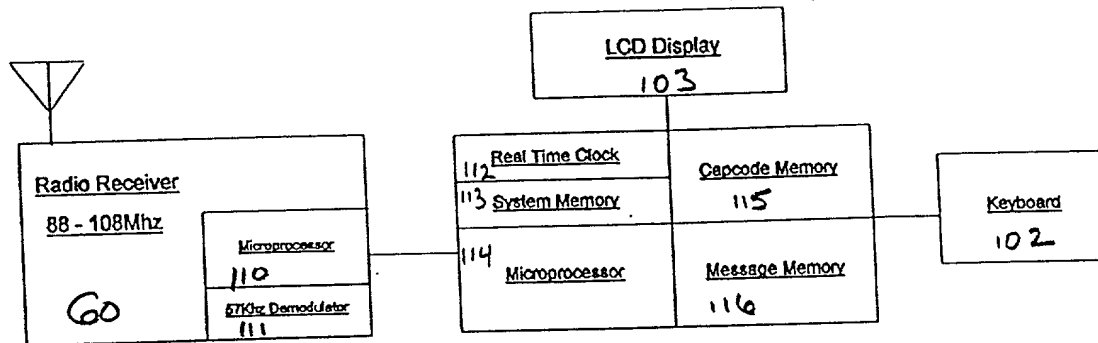 LCD Display
103
Radio Receiver
88 - 108Mhz
60
Microprocessor
110
57Khz Demodulator
111
112 Real Time Clock
113 System Memory
114
Microprocessor
Capcode Memory
115
Message Memory
116
Keyboard
102